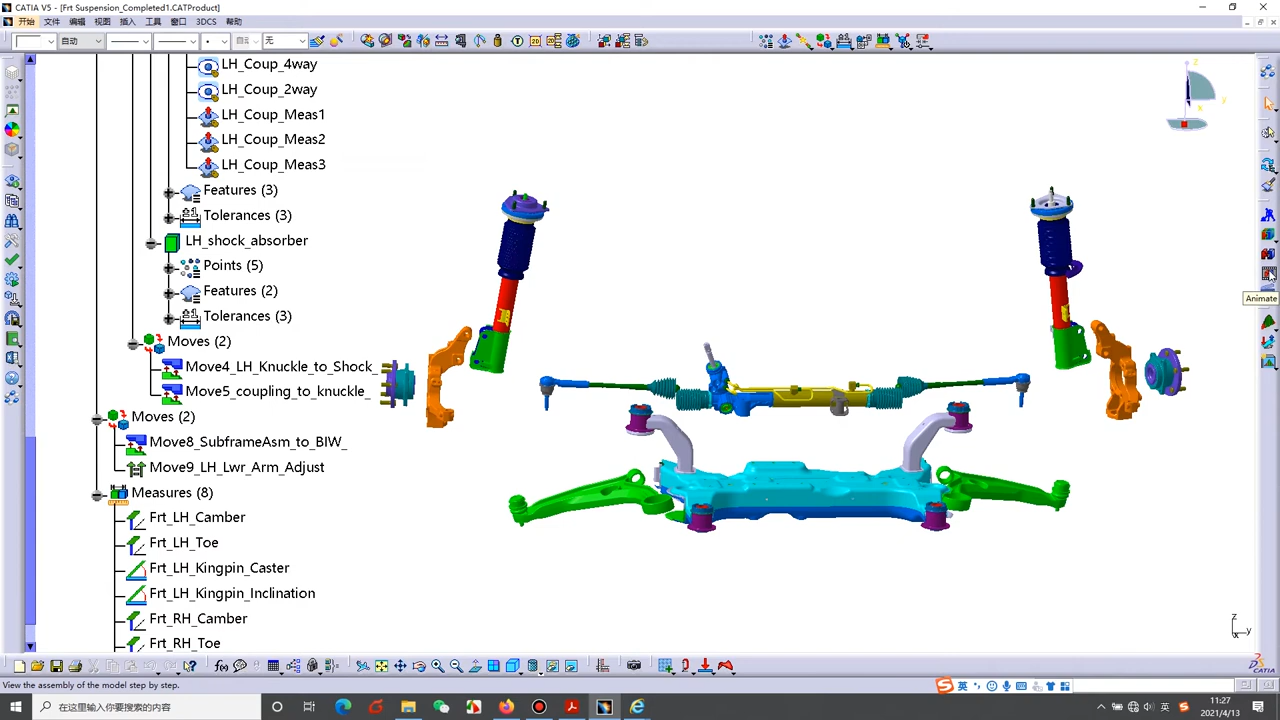 CATIA V5 - [Frt Suspension_Completed1.CATProduct]
开始 文件 编辑 视图 插入 工具 窗口 3DCS 帮助
自动 无
LH_Coup_4way
LH_Coup_2way
LH_Coup_Meas1
LH_Coup_Meas2
LH_Coup_Meas3
Features (3)
Tolerances (3)
LH_shock_absorber
Points (5)
Features (2)
Tolerances (3)
Moves (2)
Move4_LH_Knuckle_to_Shock_
Move5_coupling_to_knuckle_
Moves (2)
Move8_SubframeAsm_to_BIW_
Move9_LH_Lwr_Arm_Adjust
Measures (8)
Frt_LH_Camber
Frt_LH_Toe
Frt_LH_Kingpin_Caster
Frt_LH_Kingpin_Inclination
Frt_RH_Camber
Frt_RH_Toe
z
y
x
Animate
z
x y
CATIA
View the assembly of the model step by step.
英
在这里输入你要搜索的内容
英
11:27
2021/4/13